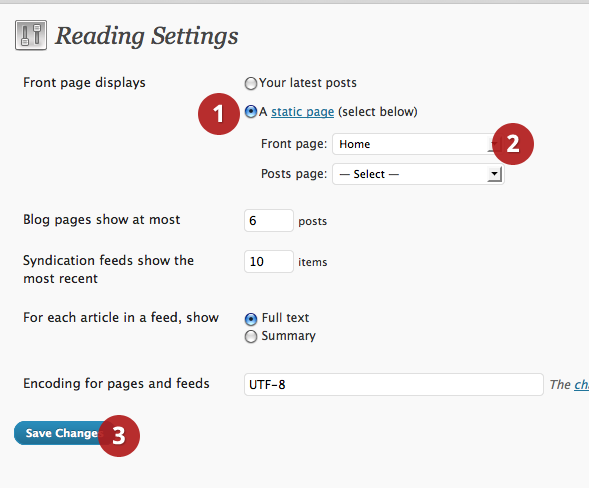 Reading Settings
Front page displays
Your latest posts
1
A static page (select below)
Front page: Home
2
Posts page: — Select —
Blog pages show at most 6 posts
Syndication feeds show the
most recent
10 items
For each article in a feed, show
Full text
Summary
Encoding for pages and feeds UTF-8 The ch
Save Changes
3